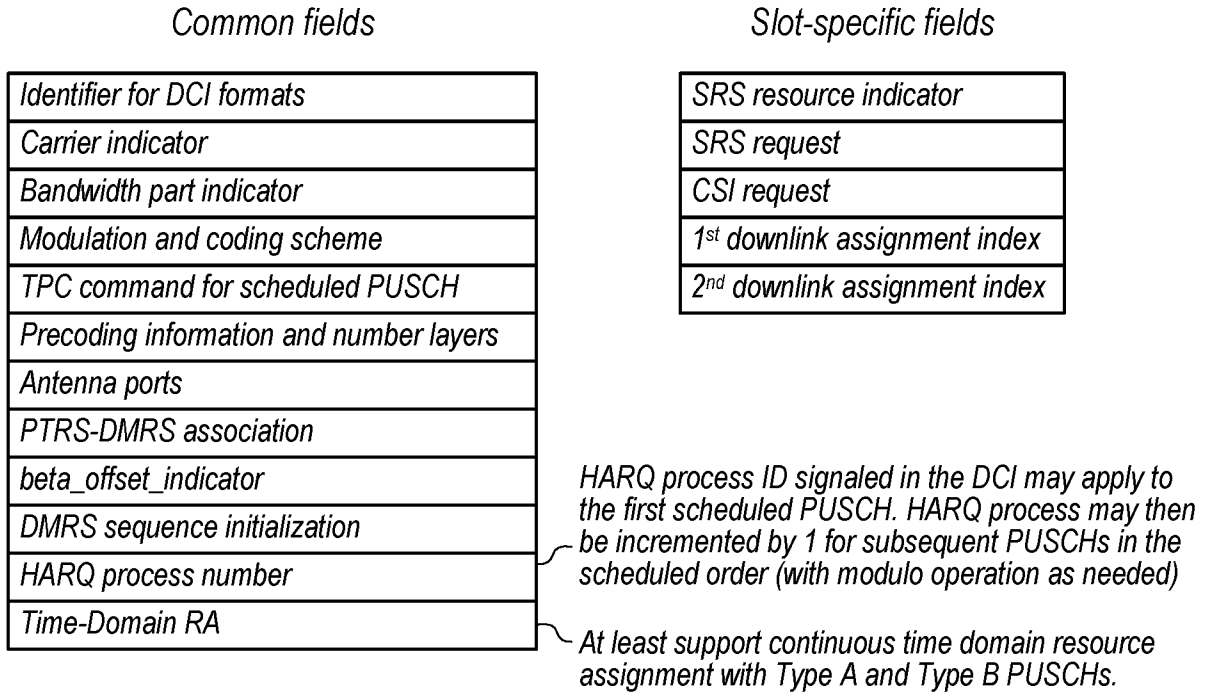 Common fields
Identifier for DCI formats
Carrier indicator
Bandwidth part indicator
Modulation and coding scheme
TPC command for scheduled PUSCH
Precoding information and number layers
Antenna ports
PTRS-DMRS association
beta_offset_indicator
DMRS sequence initialization
HARQ process number
Time-Domain RA
Slot-specific fields
SRS resource indicator
SRS request
CSI request
1st downlink assignment index
2nd downlink assignment index
HARQ process ID signaled in the DCI may apply to
the first scheduled PUSCH. HARQ process may then
be incremented by 1 for subsequent PUSCHs in the
scheduled order (with modulo operation as needed)
At least support continuous time domain resource
assignment with Type A and Type B PUSCHs.